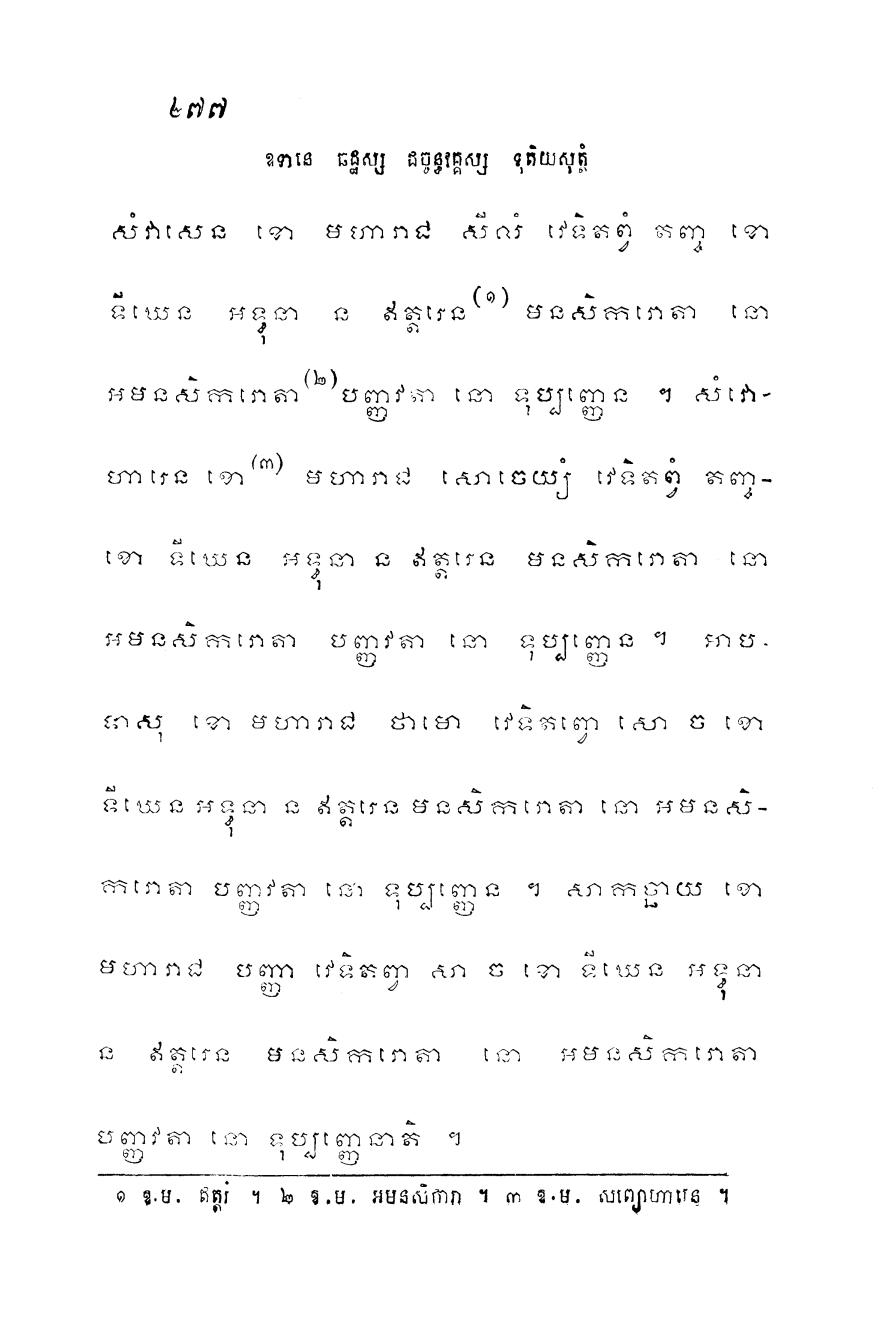 ២៧៧
ឧទានេ ឆដ្ឋស្ស ជច្ចន្ធវគ្គស្ស ទុតិយសុត្តំ
សំវាសេន ខោ មហារាជ សីលំ វេទិតព្វំ តញ្ច ខោ
ទីឃេន អទ្ធុនា ន ឥត្តរេន(១) មនសិករោតា នោ
អមនសិករោតា(២) បញ្ញវតា នោ ទុប្បញ្ញេន ។ សំវោ-
ហារេន ខោ(៣) មហារាជ សោចេយ្យំ វេទិតព្វំ តញ្ច-
ខោ ទីឃេន អទ្ធុនា ន ឥត្តរេន មនសិករោតា នោ
អមនសិករោតា បញ្ញវតា នោ ទុប្បញ្ញេន ។ អាប-
ទាសុ ខោ មហារាជ ថាមោ វេទិតព្វោ សោ ច ខោ
ទីឃេន អទ្ធុនា ន ឥត្តរេន មនសិករោតា នោ អមនសិ-
ករោតា បញ្ញវតា នោ ទុប្បញ្ញេន ។ សាកច្ឆាយ ខោ
មហារាជ បញ្ញា វេទិតព្វា សា ច ខោ ទីឃេន អទ្ធុនា
ន ឥត្តរេន មនសិករោតា នោ អមនសិករោតា
បញ្ញវតា នោ ទុប្បញ្ញេនាតិ ។
១ ឱ.ម. ឥត្តរំ ។ ២ ឱ.ម. អមនសិការា ។ ៣ ឱ.ម. សព្យោហារេន ។